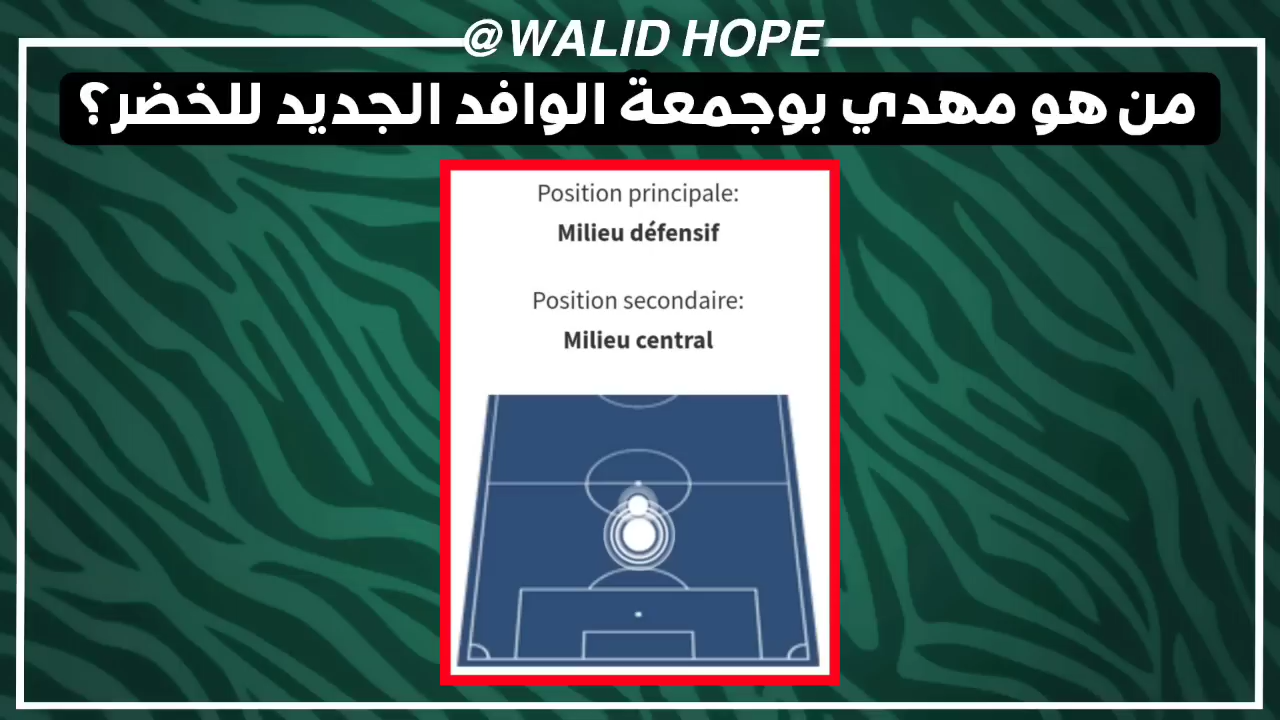 @WALID HOPE
من هو مهدي بوجمعة الوافد الجديد للخضر؟
Position principale:
Milieu défensif
Position secondaire:
Milieu central